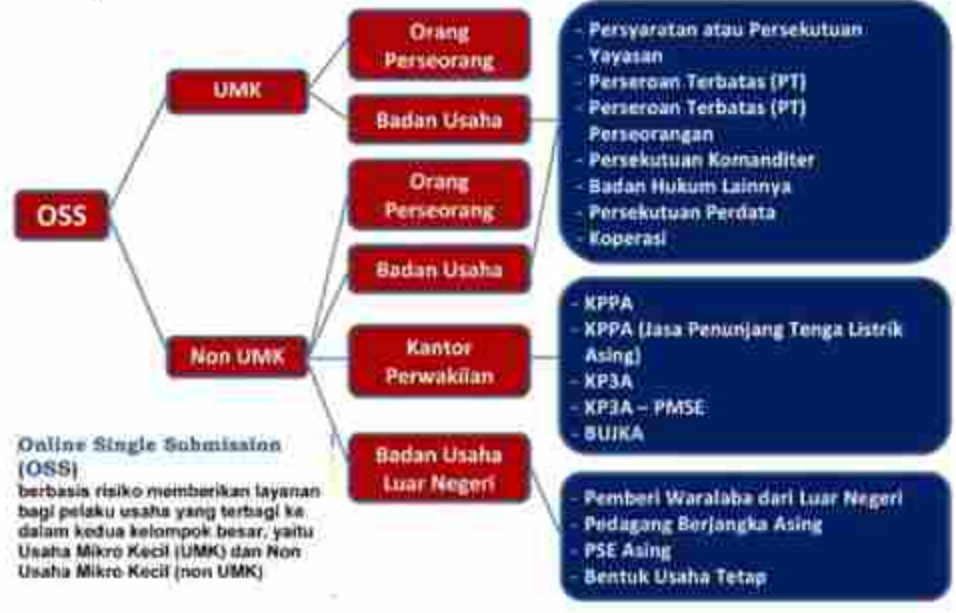 OSS
UMK
Non UMK
Orang
Perseorang
Badan Usaha
Orang
Perseorang
Badan Usaha
Kantor
Perwakilan
Badan Usaha
Luar Negeri
- Persyaratan atau Persekutuan
- Yayasan
- Perseroan Terbatas (PT)
- Perseroan Terbatas (PT)
Perseorangan
- Persekutuan Komanditer
- Badan Hukum Lainnya
- Persekutuan Perdata
- Koperasi
- KPPA
- KPPA (Jasa Penunjang Tenga Listrik
Asing)
- KP3A
- KP3A – PMSE
- BUJKA
- Pemberi Waralaba dari Luar Negeri
- Pedagang Berjangka Asing
- PSE Asing
- Bentuk Usaha Tetap
Online Single Submission
(OSS)
berbasis risiko memberikan layanan
bagi pelaku usaha yang terbagi ke
dalam kedua kelompok besar, yaitu
Usaha Mikro Kecil (UMK) dan Non
Usaha Mikro Kecil (non UMK)